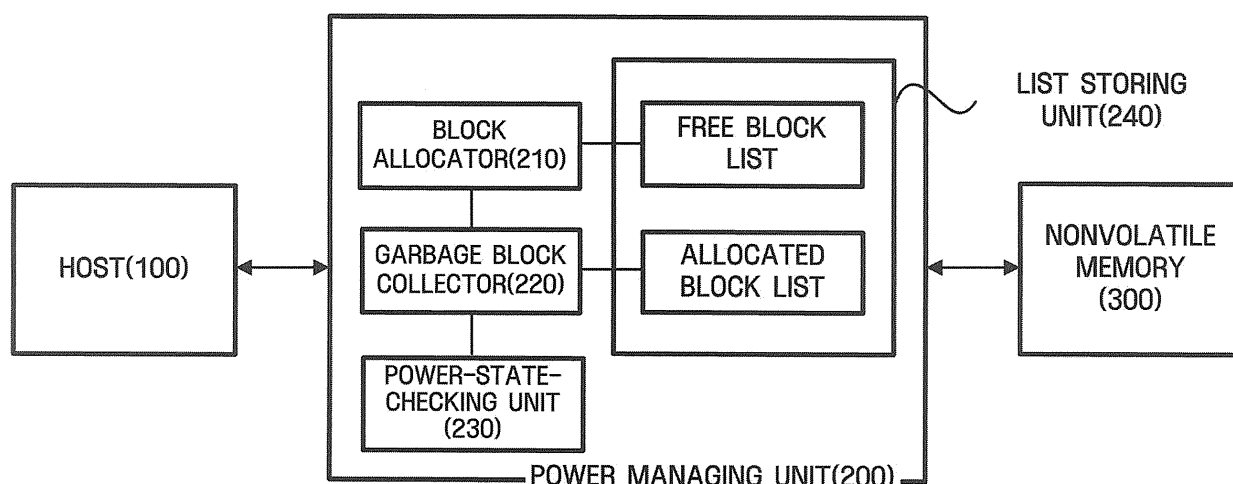 HOST(100)
BLOCK
ALLOCATOR(210)
GARBAGE BLOCK
COLLECTOR(220)
POWER-STATE-
CHECKING UNIT
(230)
FREE BLOCK
LIST
ALLOCATED
BLOCK LIST
LIST STORING
UNIT(240)
NONVOLATILE
MEMORY
(300)
POWER MANAGING UNIT(200)